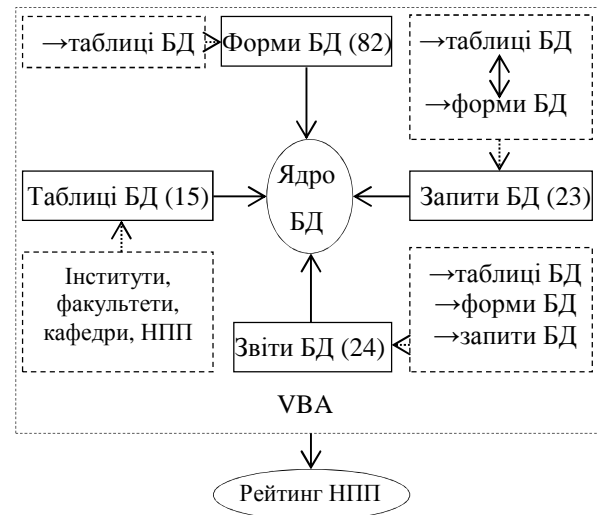 →таблиці БД
Форми БД (82)
→таблиці БД
→форми БД
Ядро
БД
Таблиці БД (15)
Запити БД (23)
Інститути,
факультети,
кафедри, НПП
→таблиці БД
→форми БД
→запити БД
Звіти БД (24)
VBA
Рейтинг НПП